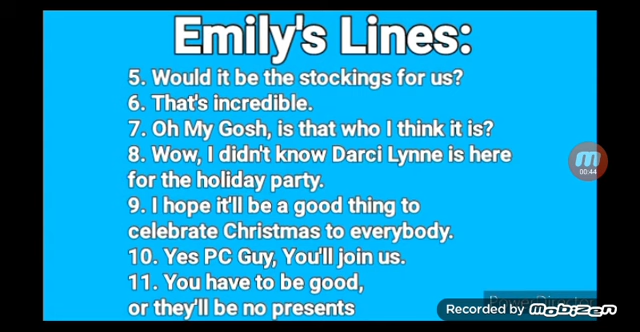 Emily's Lines:
5. Would it be the stockings for us?
6. That's incredible.
7. Oh My Gosh, is that who I think it is?
8. Wow, I didn't know Darci Lynne is here
for the holiday party.
00:44
9. I hope it'll be a good thing to
celebrate Christmas to everybody.
10. Yes PC Guy, You'll join us.
11. You have to be good,
or they'll be no presents
PowerDirector
Recorded by mobizen